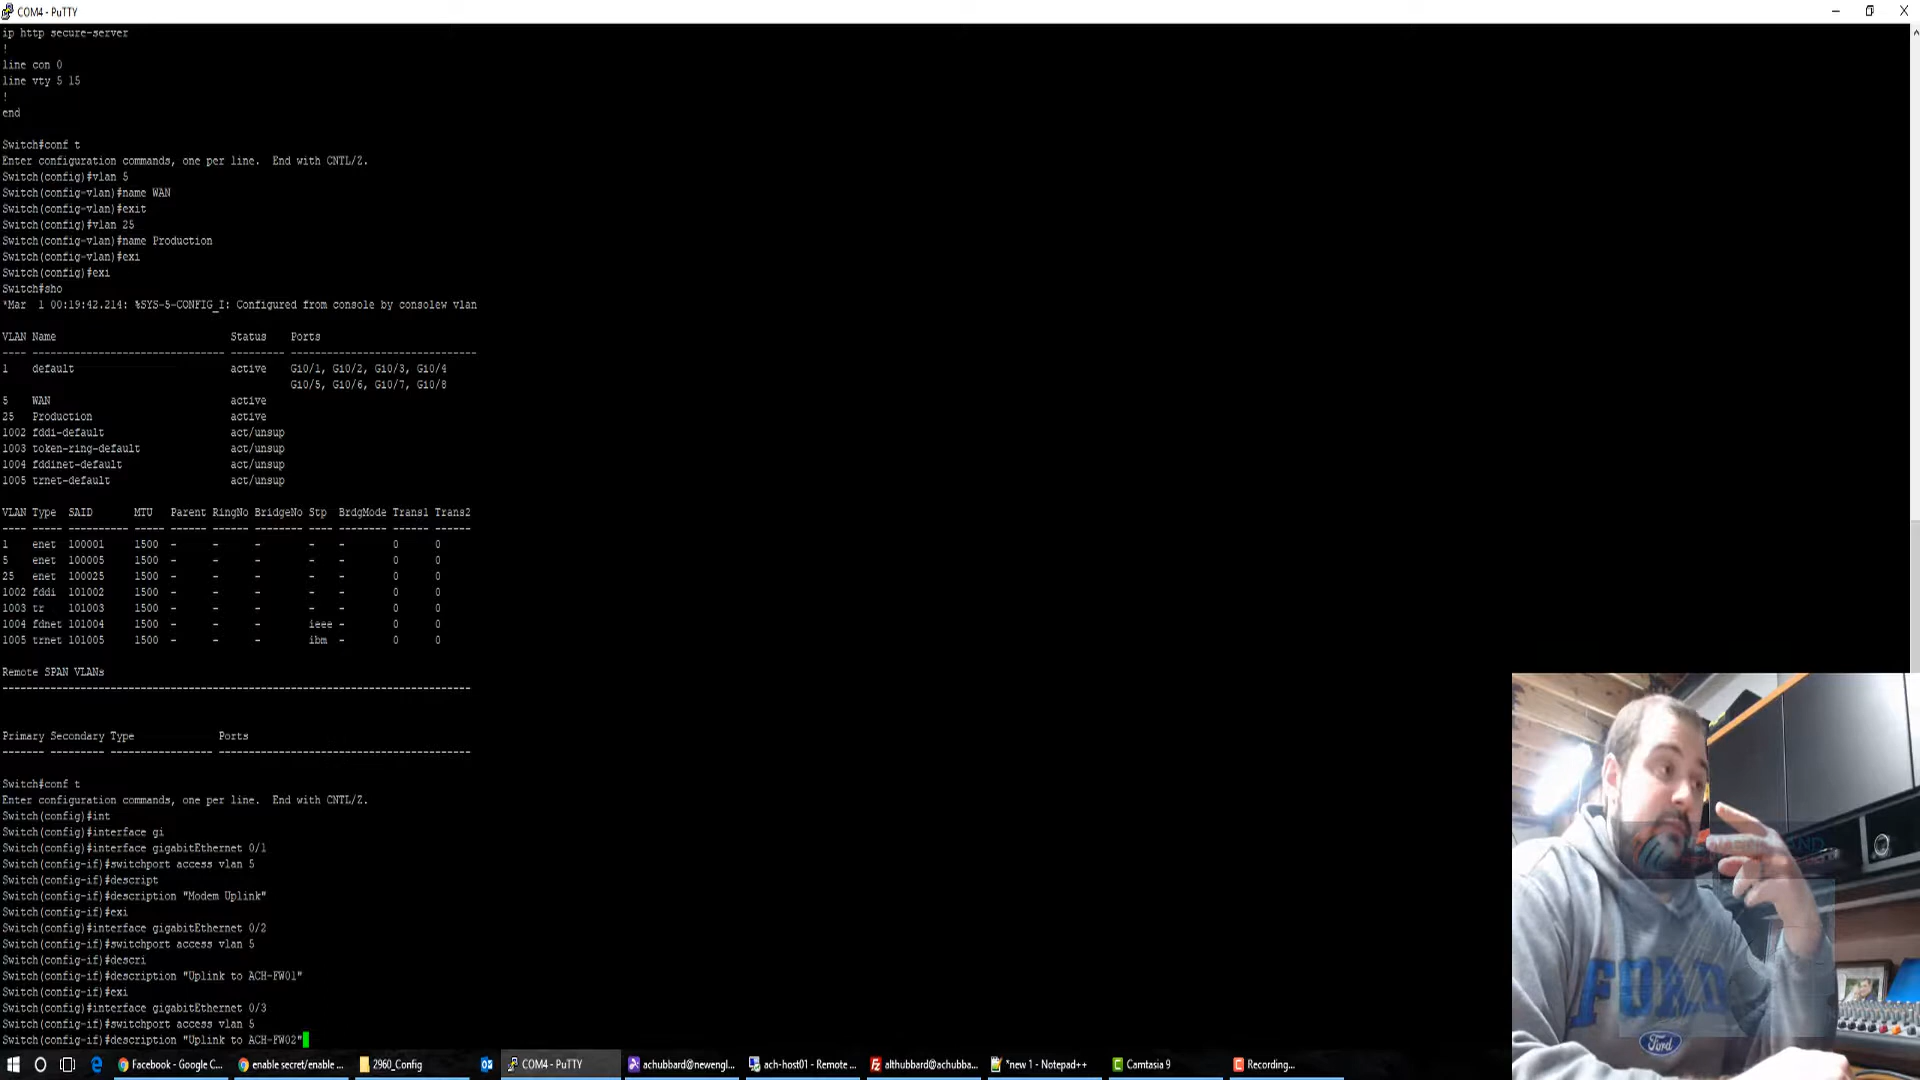 COM4 - PuTTY
ip http secure-server
!
line con 0
line vty 5 15
!
end
Switch#conf t
Enter configuration commands, one per line.  End with CNTL/Z.
Switch(config)#vlan 5
Switch(config-vlan)#name WAN
Switch(config-vlan)#exit
Switch(config)#vlan 25
Switch(config-vlan)#name Production
Switch(config-vlan)#exi
Switch(config)#exi
Switch#sho
*Mar  1 00:19:42.214: %SYS-5-CONFIG_I: Configured from console by consolew vlan
VLAN Name                             Status    Ports
---- -------------------------------- --------- -------------------------------
1    default                          active    Gi0/1, Gi0/2, Gi0/3, Gi0/4
                                                Gi0/5, Gi0/6, Gi0/7, Gi0/8
5    WAN                              active
25   Production                       active
1002 fddi-default                     act/unsup
1003 token-ring-default               act/unsup
1004 fddinet-default                  act/unsup
1005 trnet-default                    act/unsup
VLAN Type  SAID       MTU   Parent RingNo BridgeNo Stp  BrdgMode Trans1 Trans2
---- ----- ---------- ----- ------ ------ -------- ---- -------- ------ ------
1    enet  100001     1500  -      -      -        -    -        0      0
5    enet  100005     1500  -      -      -        -    -        0      0
25   enet  100025     1500  -      -      -        -    -        0      0
1002 fddi  101002     1500  -      -      -        -    -        0      0
1003 tr    101003     1500  -      -      -        -    -        0      0
1004 fdnet 101004     1500  -      -      -        ieee -        0      0
1005 trnet 101005     1500  -      -      -        ibm  -        0      0
Remote SPAN VLANs
------------------------------------------------------------------------------
Primary Secondary Type              Ports
------- --------- ----------------- ------------------------------------------
Switch#conf t
Enter configuration commands, one per line.  End with CNTL/Z.
Switch(config)#int
Switch(config)#interface gi
Switch(config)#interface gigabitEthernet 0/1
Switch(config-if)#switchport access vlan 5
Switch(config-if)#descript
Switch(config-if)#description "Modem Uplink"
Switch(config-if)#exi
Switch(config)#interface gigabitEthernet 0/2
Switch(config-if)#switchport access vlan 5
Switch(config-if)#descri
Switch(config-if)#description "Uplink to ACH-FW01"
Switch(config-if)#exi
Switch(config)#interface gigabitEthernet 0/3
Switch(config-if)#switchport access vlan 5
Switch(config-if)#description "Uplink to ACH-FW02"
FORD
Ford
Facebook - Google C...
enable secret/enable ...
2960_Config
COM4 - PuTTY
achubbard@newengl...
ach-host01 - Remote ...
althubbard@achubba...
*new 1 - Notepad++
Camtasia 9
Recording...